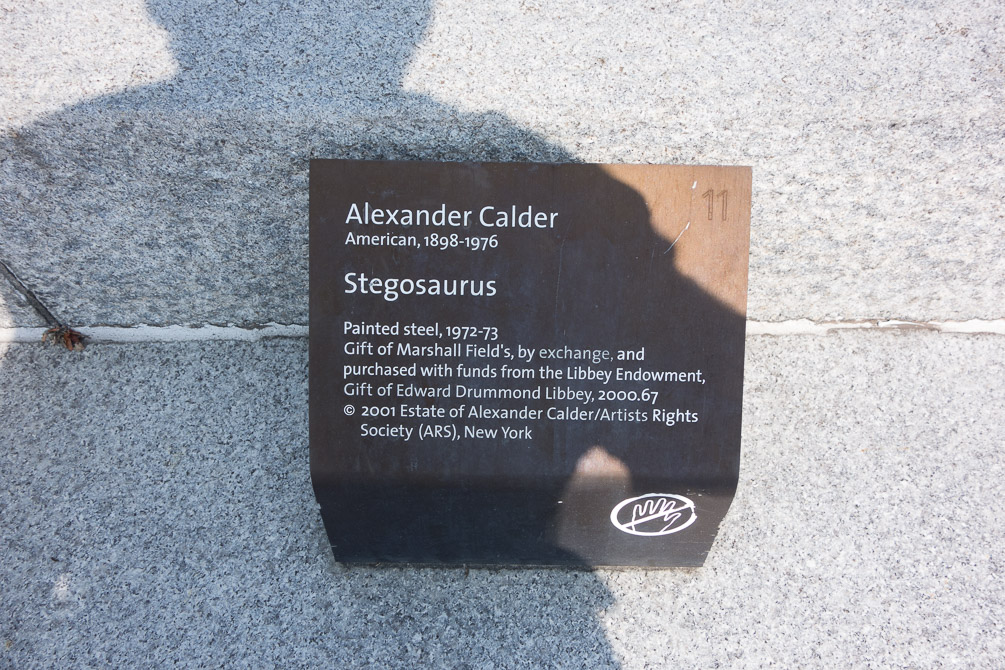 11
Alexander Calder
American, 1898-1976
Stegosaurus
Painted steel, 1972-73
Gift of Marshall Field's, by exchange, and
purchased with funds from the Libbey Endowment,
Gift of Edward Drummond Libbey, 2000.67
© 2001 Estate of Alexander Calder/Artists Rights
Society (ARS), New York